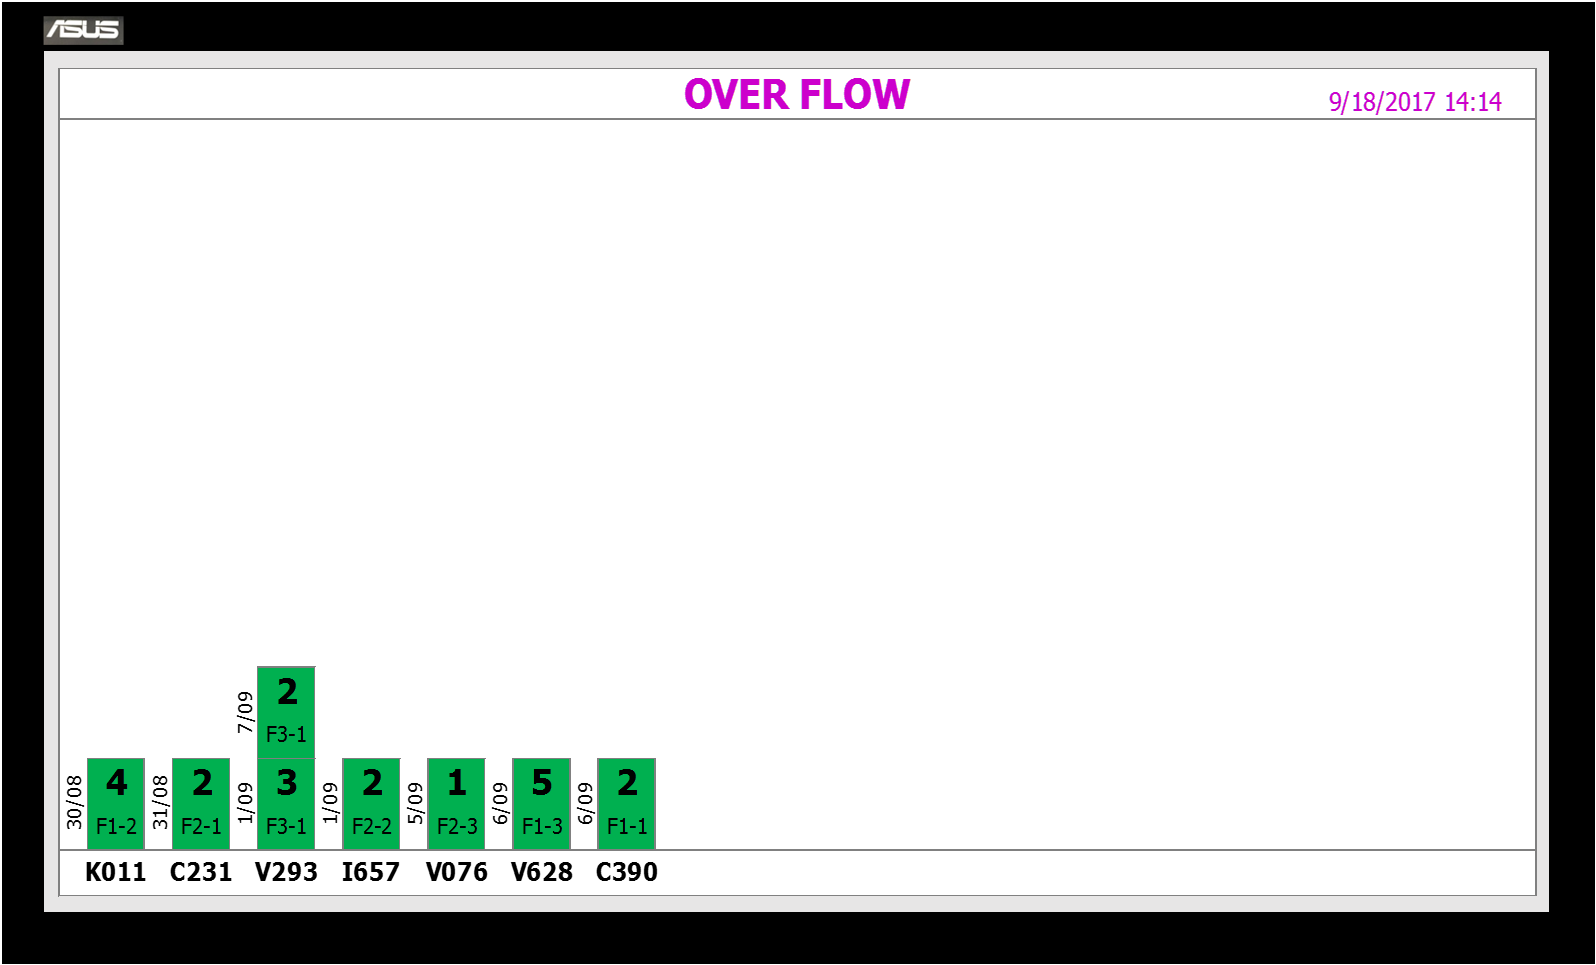 ASUS
OVER FLOW
9/18/2017 14:14
7/09
2
F3-1
30/08
4
F1-2
31/08
2
F2-1
1/09
3
F3-1
1/09
2
F2-2
5/09
1
F2-3
6/09
5
F1-3
6/09
2
F1-1
K011 C231 V293 I657 V076 V628 C390